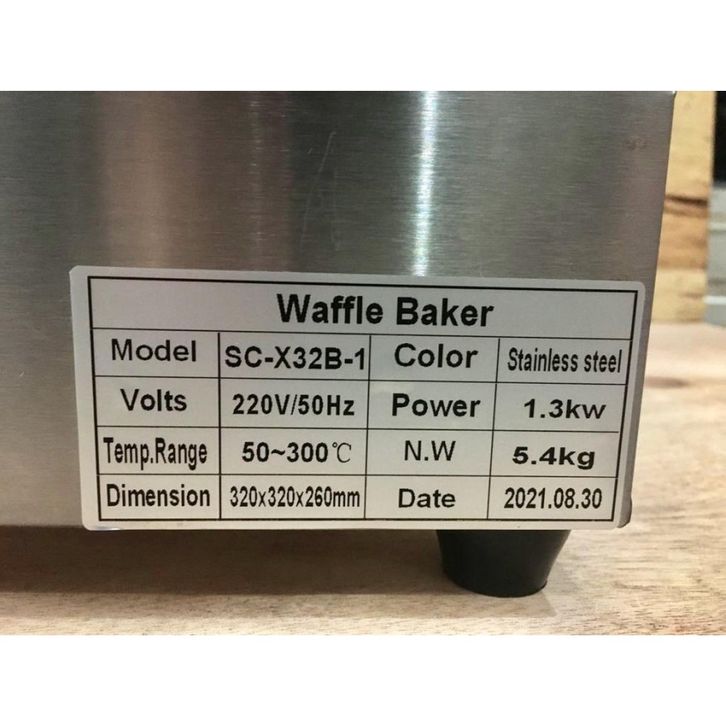 Waffle Baker
Model SC-X32B-1 Color Stainless steel
Volts 220V/50Hz Power 1.3kw
Temp.Range 50~300℃ N.W 5.4kg
Dimension 320x320x260mm Date 2021.08.30